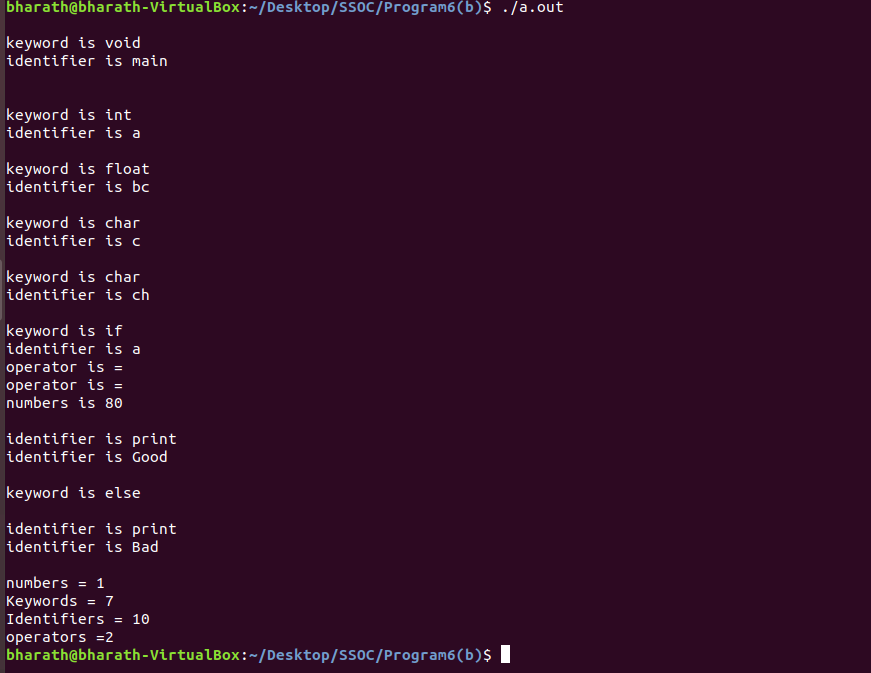 bharath@bharath-VirtualBox:~/Desktop/SSOC/Program6(b)$ ./a.out
keyword is void
identifier is main
keyword is int
identifier is a
keyword is float
identifier is bc
keyword is char
identifier is c
keyword is char
identifier is ch
keyword is if
identifier is a
operator is =
operator is =
numbers is 80
identifier is print
identifier is Good
keyword is else
identifier is print
identifier is Bad
numbers = 1
Keywords = 7
Identifiers = 10
operators =2
bharath@bharath-VirtualBox:~/Desktop/SSOC/Program6(b)$